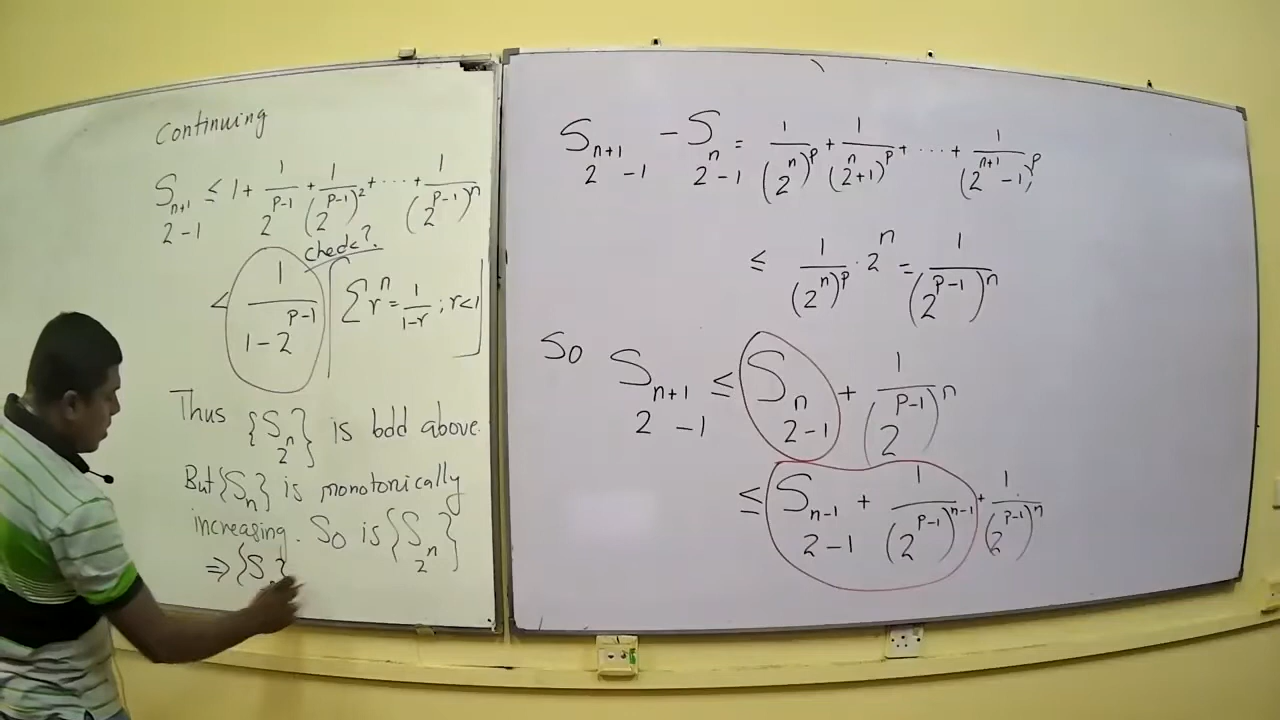 Continuing
S_{2^{n+1}-1} ≤ 1 + 1/2^{p-1} + 1/(2^{p-1})^2 + ... + 1/(2^{p-1})^n
check?
< 1/(1-2^{p-1}) [ ∑ r^n = 1/(1-r) ; r<1 ]
Thus {S_{2^n}} is bdd above.
But {S_n} is monotonically
increasing. So is {S_{2^n}}
⇒ {S
S_{2^{n+1}-1} - S_{2^n-1} = 1/(2^n)^p + 1/(2^n+1)^p + ... + 1/(2^{n+1}-1)^p
≤ 1/(2^n)^p · 2^n = 1/(2^{p-1})^n
So S_{2^{n+1}-1} ≤ S_{2^n-1} + 1/(2^{p-1})^n
≤ S_{2^{n-1}-1} + 1/(2^{p-1})^{n-1} + 1/(2^{p-1})^n